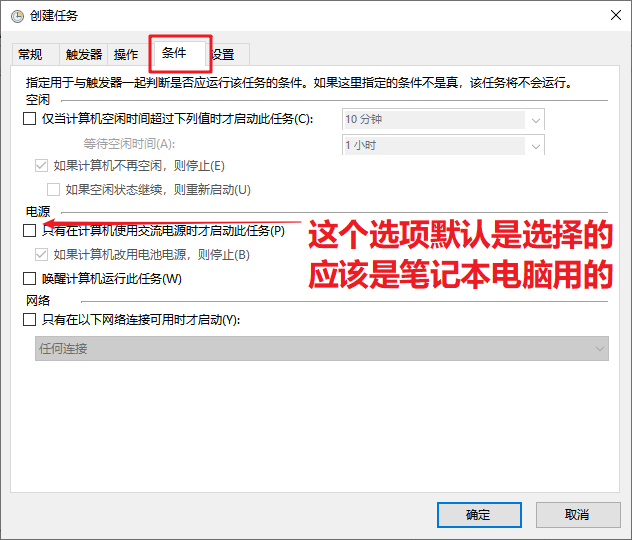 创建任务
常规 触发器 操作 条件 设置
指定用于与触发器一起判断是否应运行该任务的条件。如果这里指定的条件不是真，该任务将不会运行。
空闲
仅当计算机空闲时间超过下列值时才启动此任务(C): 10 分钟
等待空闲时间(A): 1 小时
如果计算机不再空闲，则停止(E)
如果空闲状态继续，则重新启动(U)
电源
只有在计算机使用交流电源时才启动此任务(P)
这个选项默认是选择的
如果计算机改用电池电源，则停止(B)
应该是笔记本电脑用的
唤醒计算机运行此任务(W)
网络
只有在以下网络连接可用时才启动(Y):
任何连接
确定 取消